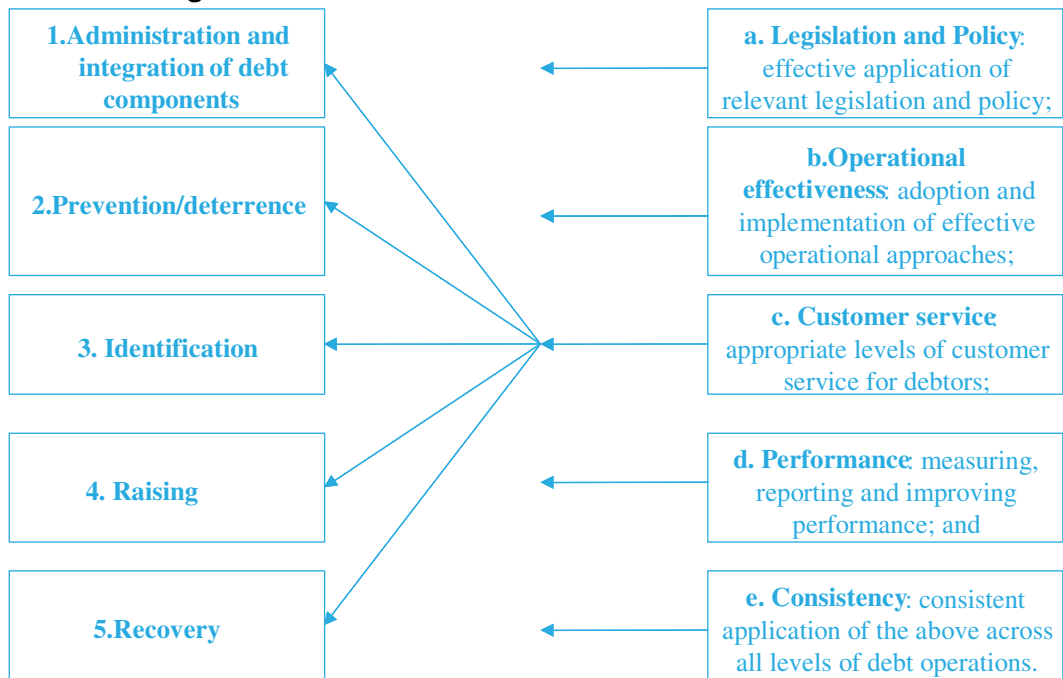 1.Administration and
integration of debt
components
a. Legislation and Policy:
effective application of
relevant legislation and policy;
2.Prevention/deterrence
b.Operational
effectiveness: adoption and
implementation of effective
operational approaches;
3. Identification
c. Customer service:
appropriate levels of customer
service for debtors;
4. Raising
d. Performance: measuring,
reporting and improving
performance; and
5.Recovery
e. Consistency: consistent
application of the above across
all levels of debt operations.